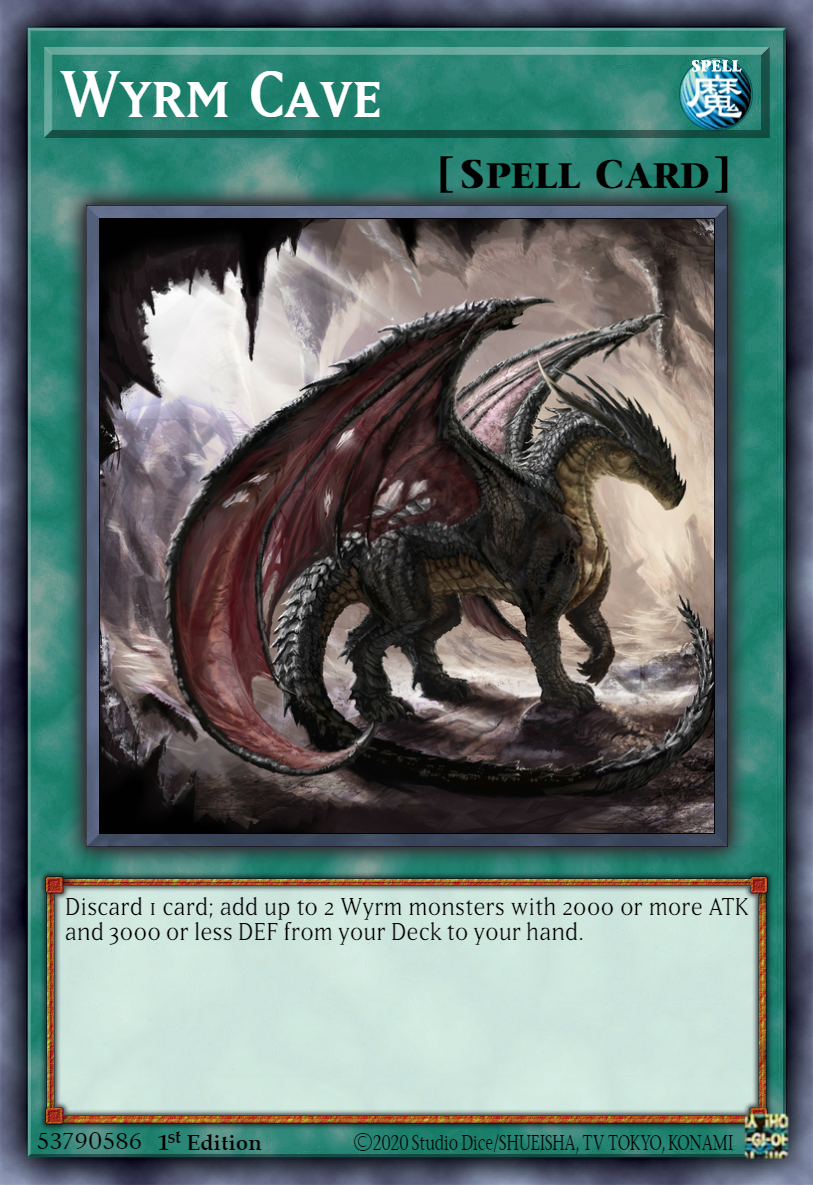 Wyrm Cave
SPELL
魔
[Spell Card]
Discard 1 card; add up to 2 Wyrm monsters with 2000 or more ATK
and 3000 or less DEF from your Deck to your hand.
53790586 1st Edition ©2020 Studio Dice/SHUEISHA, TV TOKYO, KONAMI